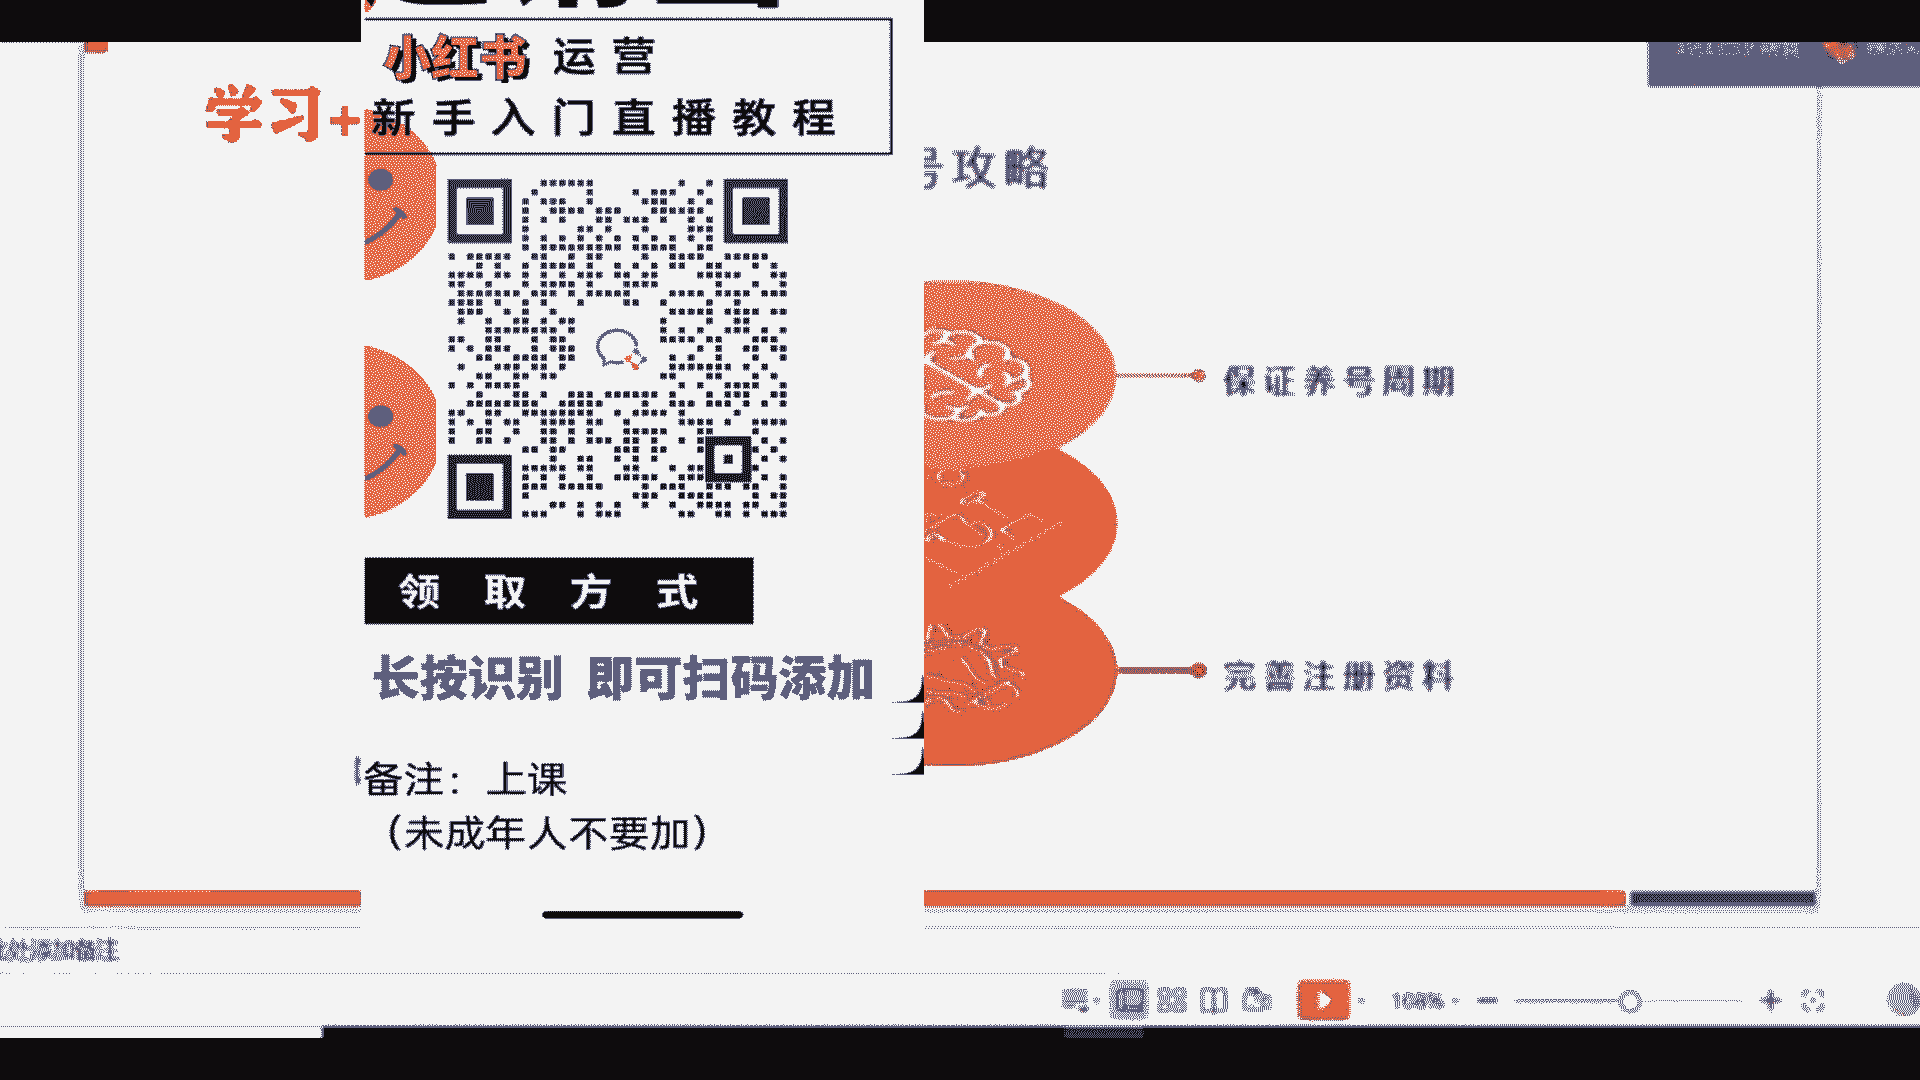 小红书 运营
学习+
新手入门直播教程
号攻略
保证养号周期
领取方式
长按识别 即可扫码添加
完善注册资料
备注：上课
（未成年人不要加）
处添加备注
108%